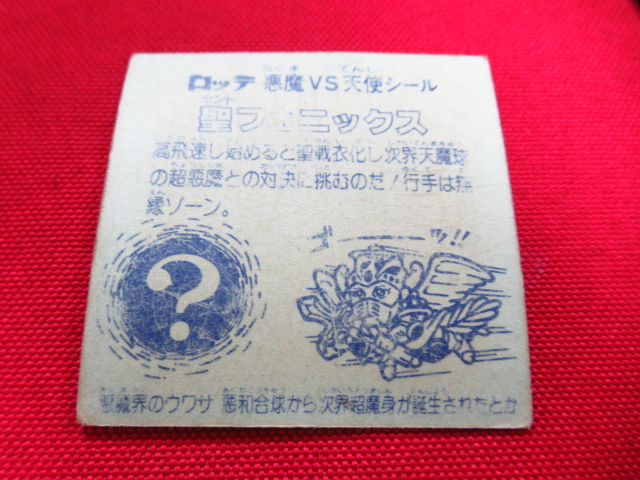 ロッテ 悪魔VS天使シール
聖フェニックス
高飛速し始めると聖戦衣化し次界天魔球
の超悪魔との対決に挑むのだ!行手は無
縁ゾーン。
?
ッ!!
悪魔界のウワサ 悪和合球から次界超魔身が誕生されたとか